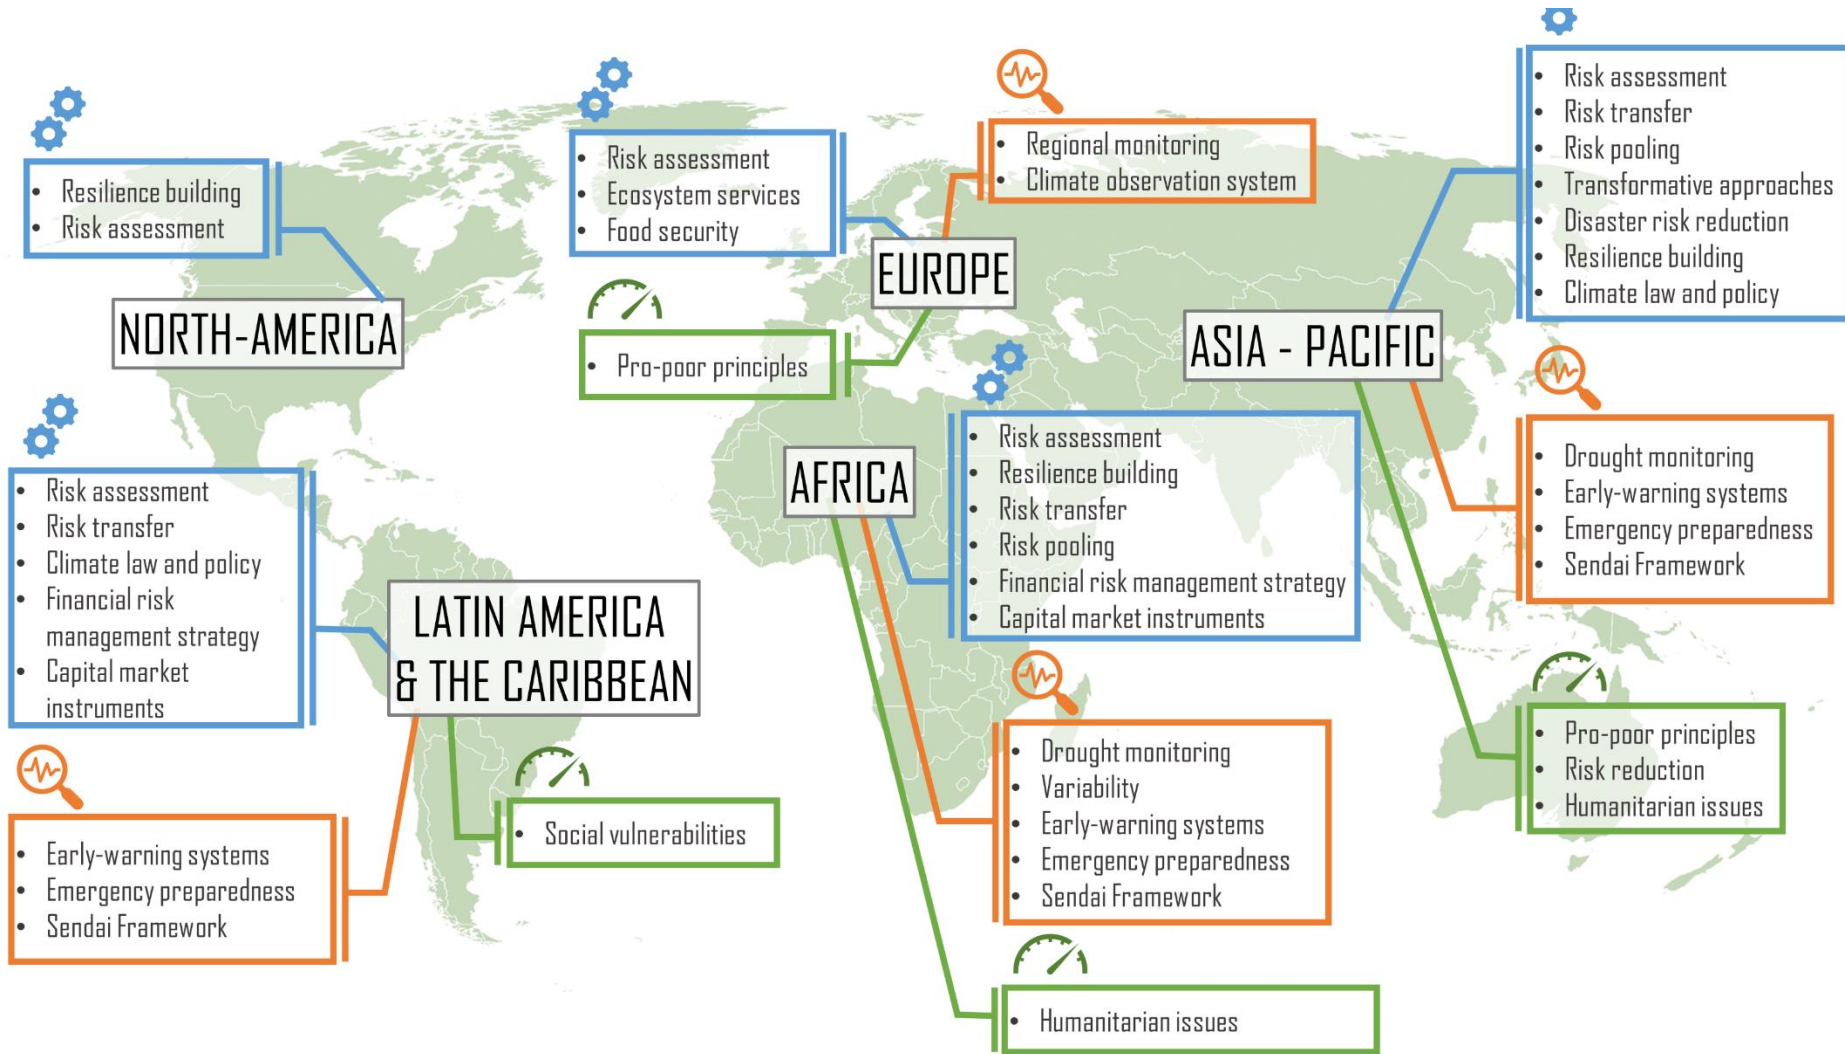 • Resilience building
• Risk assessment
NORTH-AMERICA
• Risk assessment
• Ecosystem services
• Food security
• Regional monitoring
• Climate observation system
EUROPE
• Pro-poor principles
• Risk assessment
• Risk transfer
• Risk pooling
• Transformative approaches
• Disaster risk reduction
• Resilience building
• Climate law and policy
ASIA - PACIFIC
• Drought monitoring
• Early-warning systems
• Emergency preparedness
• Sendai Framework
• Pro-poor principles
• Risk reduction
• Humanitarian issues
• Risk assessment
• Risk transfer
• Climate law and policy
• Financial risk
management strategy
• Capital market
instruments
LATIN AMERICA
& THE CARIBBEAN
• Early-warning systems
• Emergency preparedness
• Sendai Framework
• Social vulnerabilities
AFRICA
• Risk assessment
• Resilience building
• Risk transfer
• Risk pooling
• Financial risk management strategy
• Capital market instruments
• Drought monitoring
• Variability
• Early-warning systems
• Emergency preparedness
• Sendai Framework
• Humanitarian issues